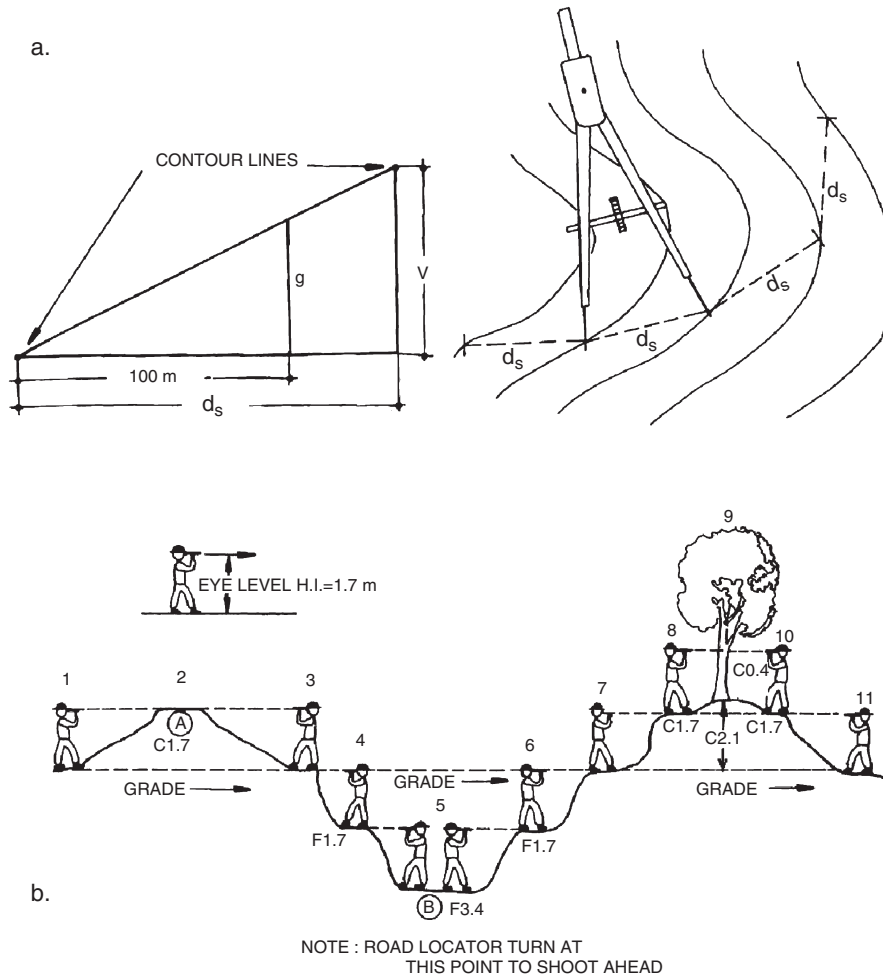 a.
CONTOUR LINES
g
V
100 m
ds
ds
ds
ds
ds
EYE LEVEL H.I.=1.7 m
1
2
3
A
C1.7
GRADE
4
5
6
GRADE
F1.7
F1.7
B F3.4
7
8
9
10
11
C0.4
C1.7
C1.7
C2.1
GRADE
b.
NOTE : ROAD LOCATOR TURN AT
THIS POINT TO SHOOT AHEAD